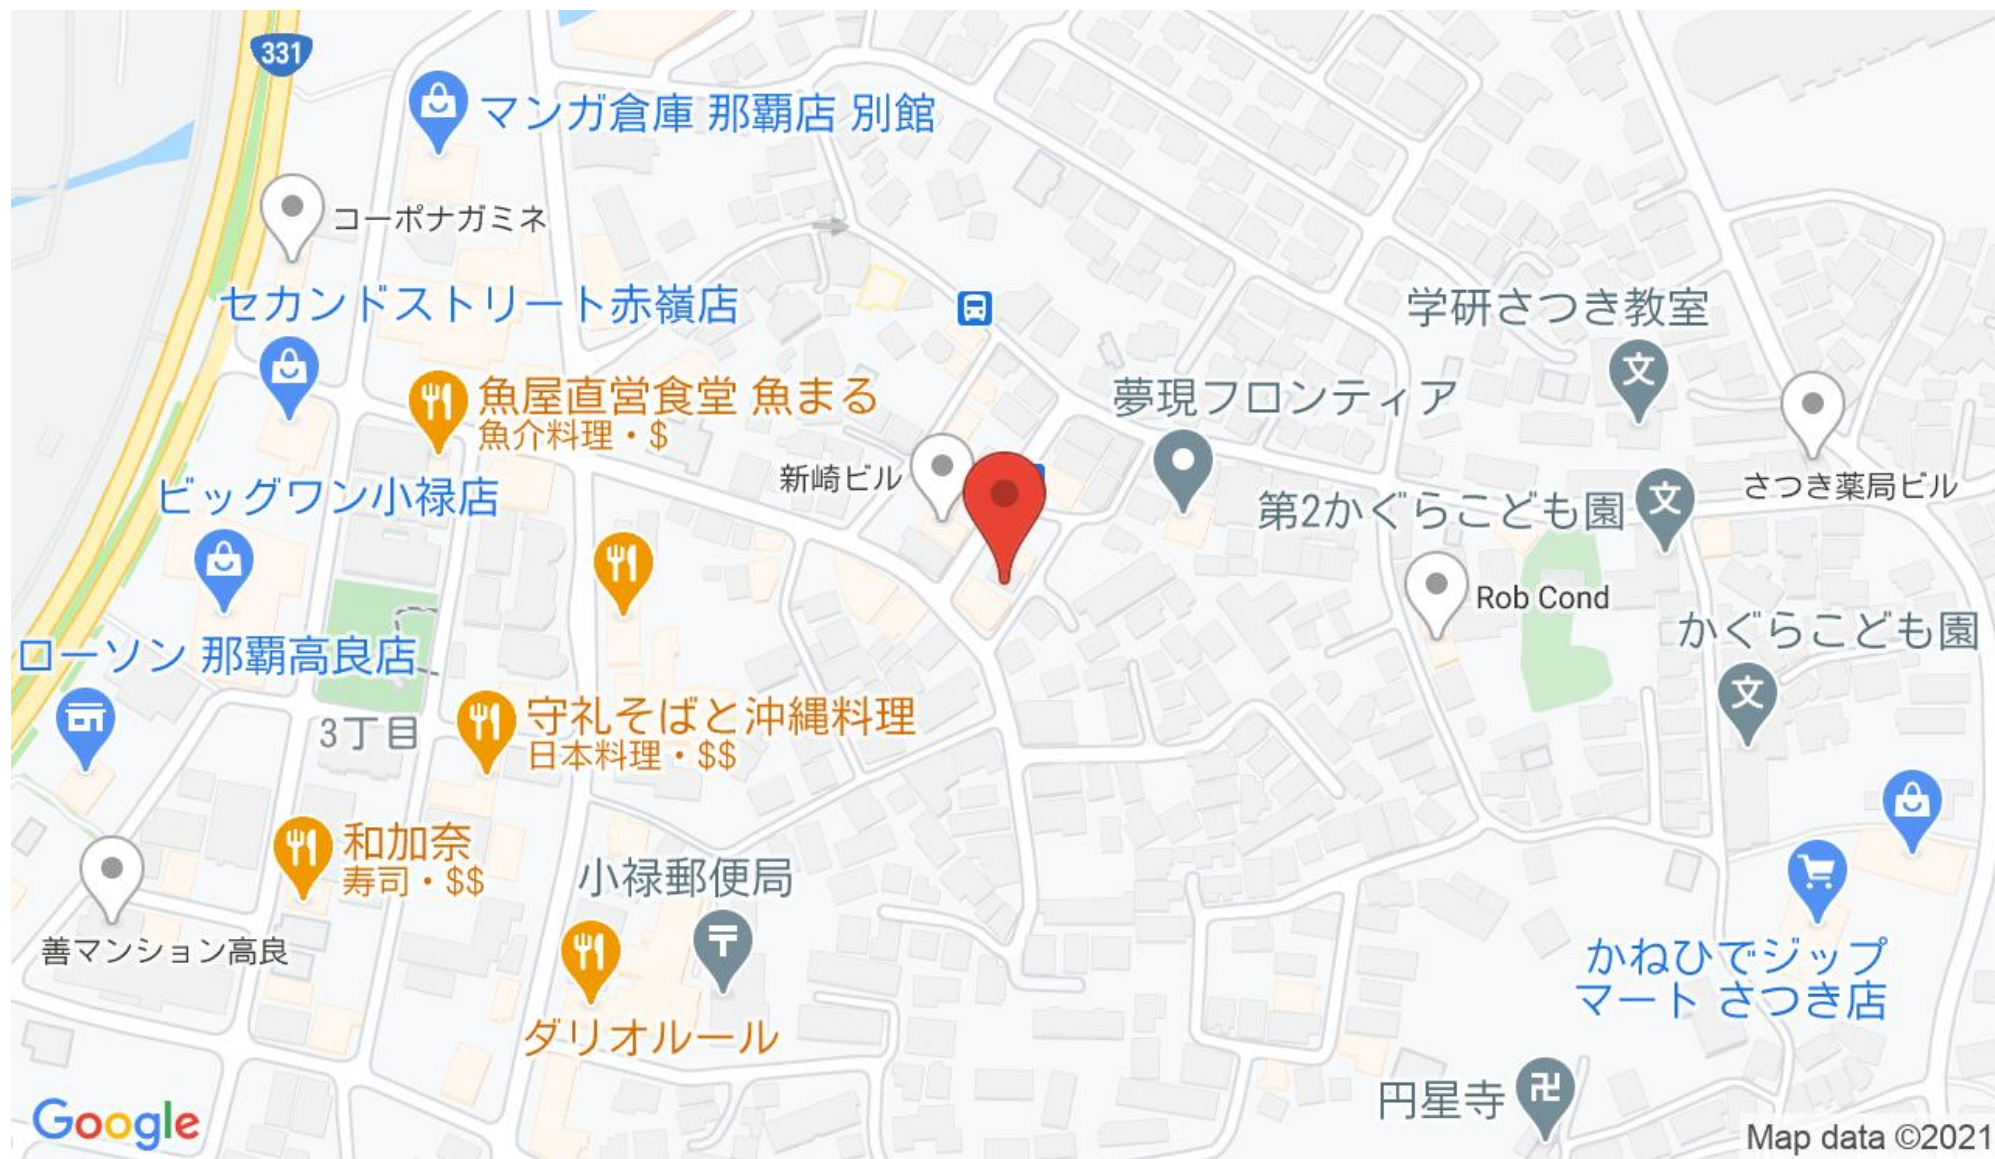 331
マンガ倉庫 那覇店 別館
コーポナガミネ
セカンドストリート赤嶺店
学研さつき教室
魚屋直営食堂 魚まる
魚介料理・$
夢現フロンティア
新崎ビル
ビッグワン小禄店
第2かぐらこども園
さつき薬局ビル
Rob Cond
ローソン 那覇高良店
かぐらこども園
3丁目
守礼そばと沖縄料理
日本料理・$$
和加奈
寿司・$$
小禄郵便局
善マンション高良
かねひでジップ
マート さつき店
ダリオルール
円星寺
Google
Map data ©2021